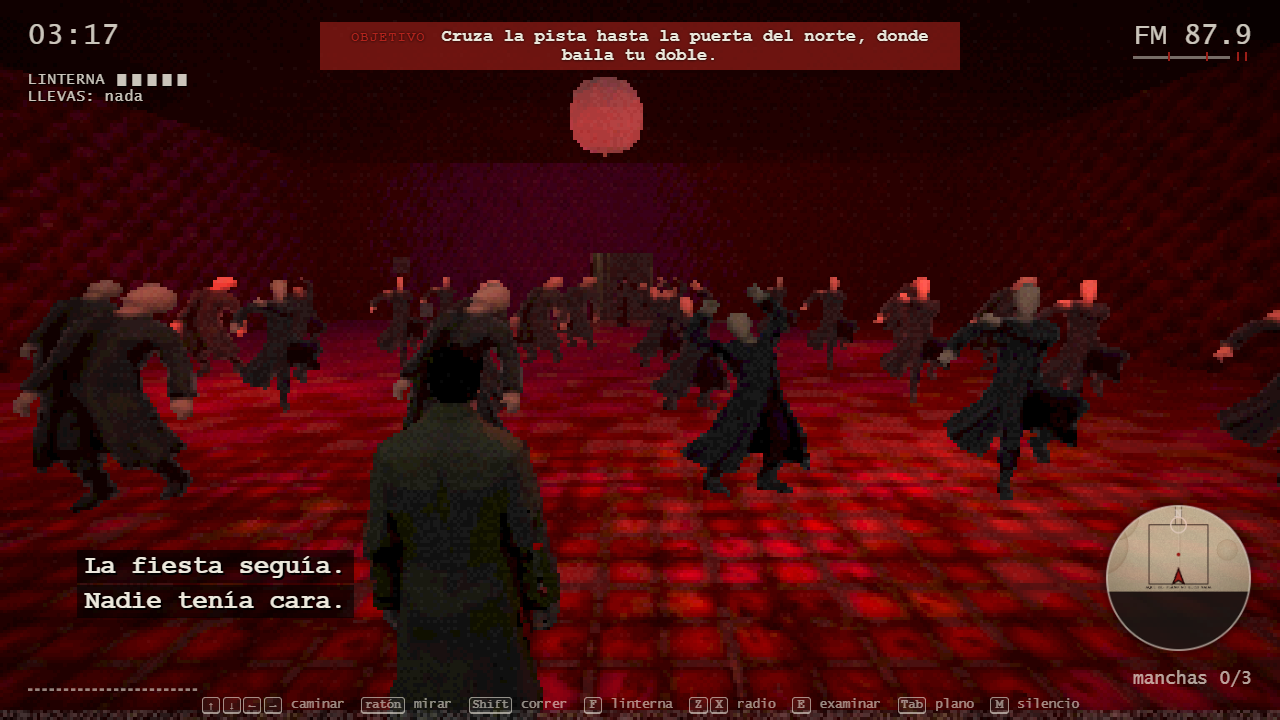 03:17
OBJETIVO Cruza la pista hasta la puerta del norte, donde
baila tu doble.
FM 87.9
LINTERNA
LLEVAS: nada
La fiesta seguía.
Nadie tenía cara.
manchas 0/3
↑ ↓ ← → caminar ratón mirar Shift correr F linterna Z X radio E examinar Tab plano M silencio